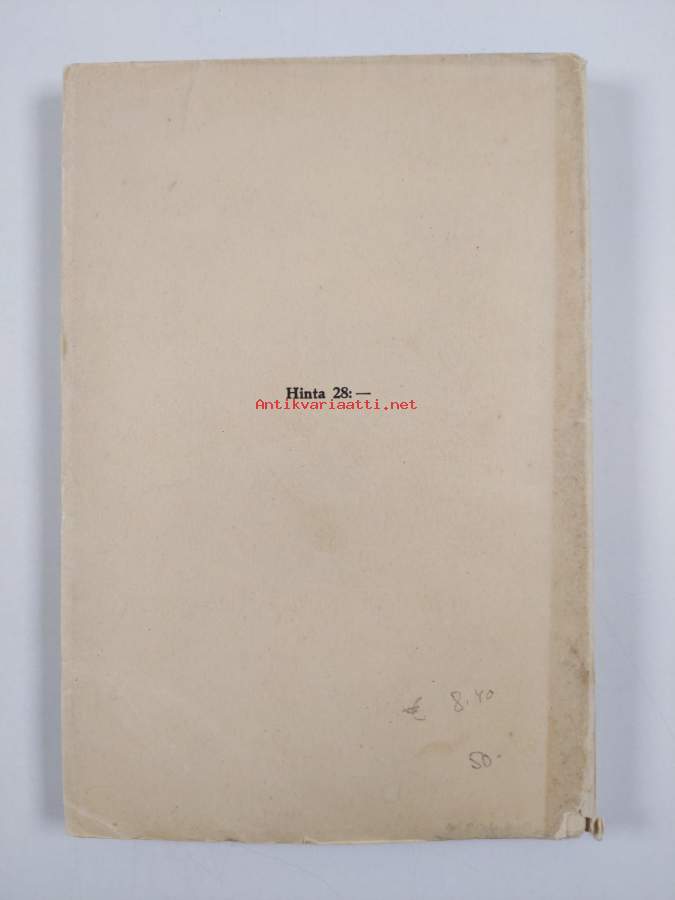 Hinta 28: —
Antikvariaatti.net
€ 8.40
50.-